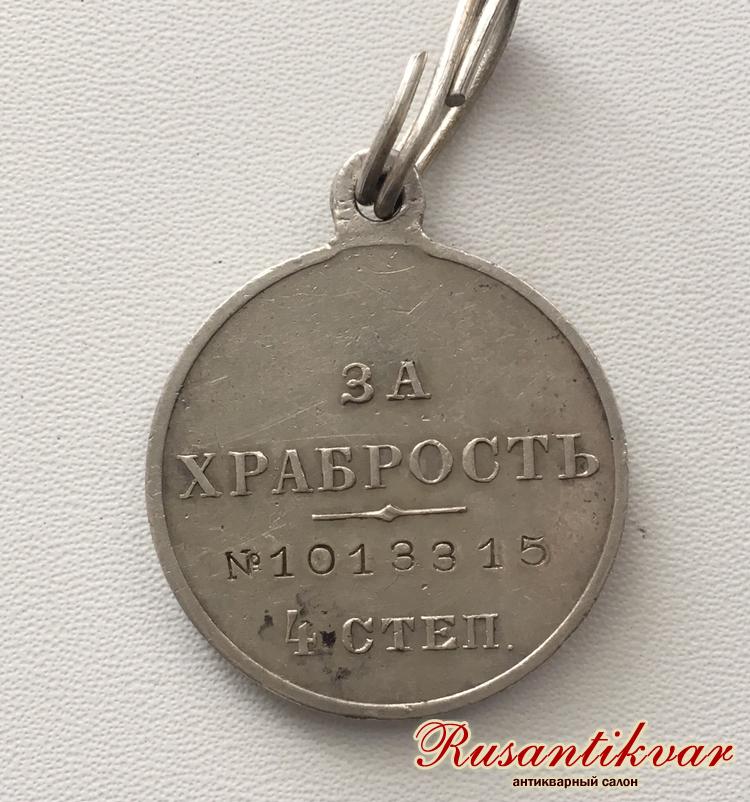 ЗА
ХРАБРОСТЬ
№1013315
4 СТЕП.
Rusantikvar
антикварный салон